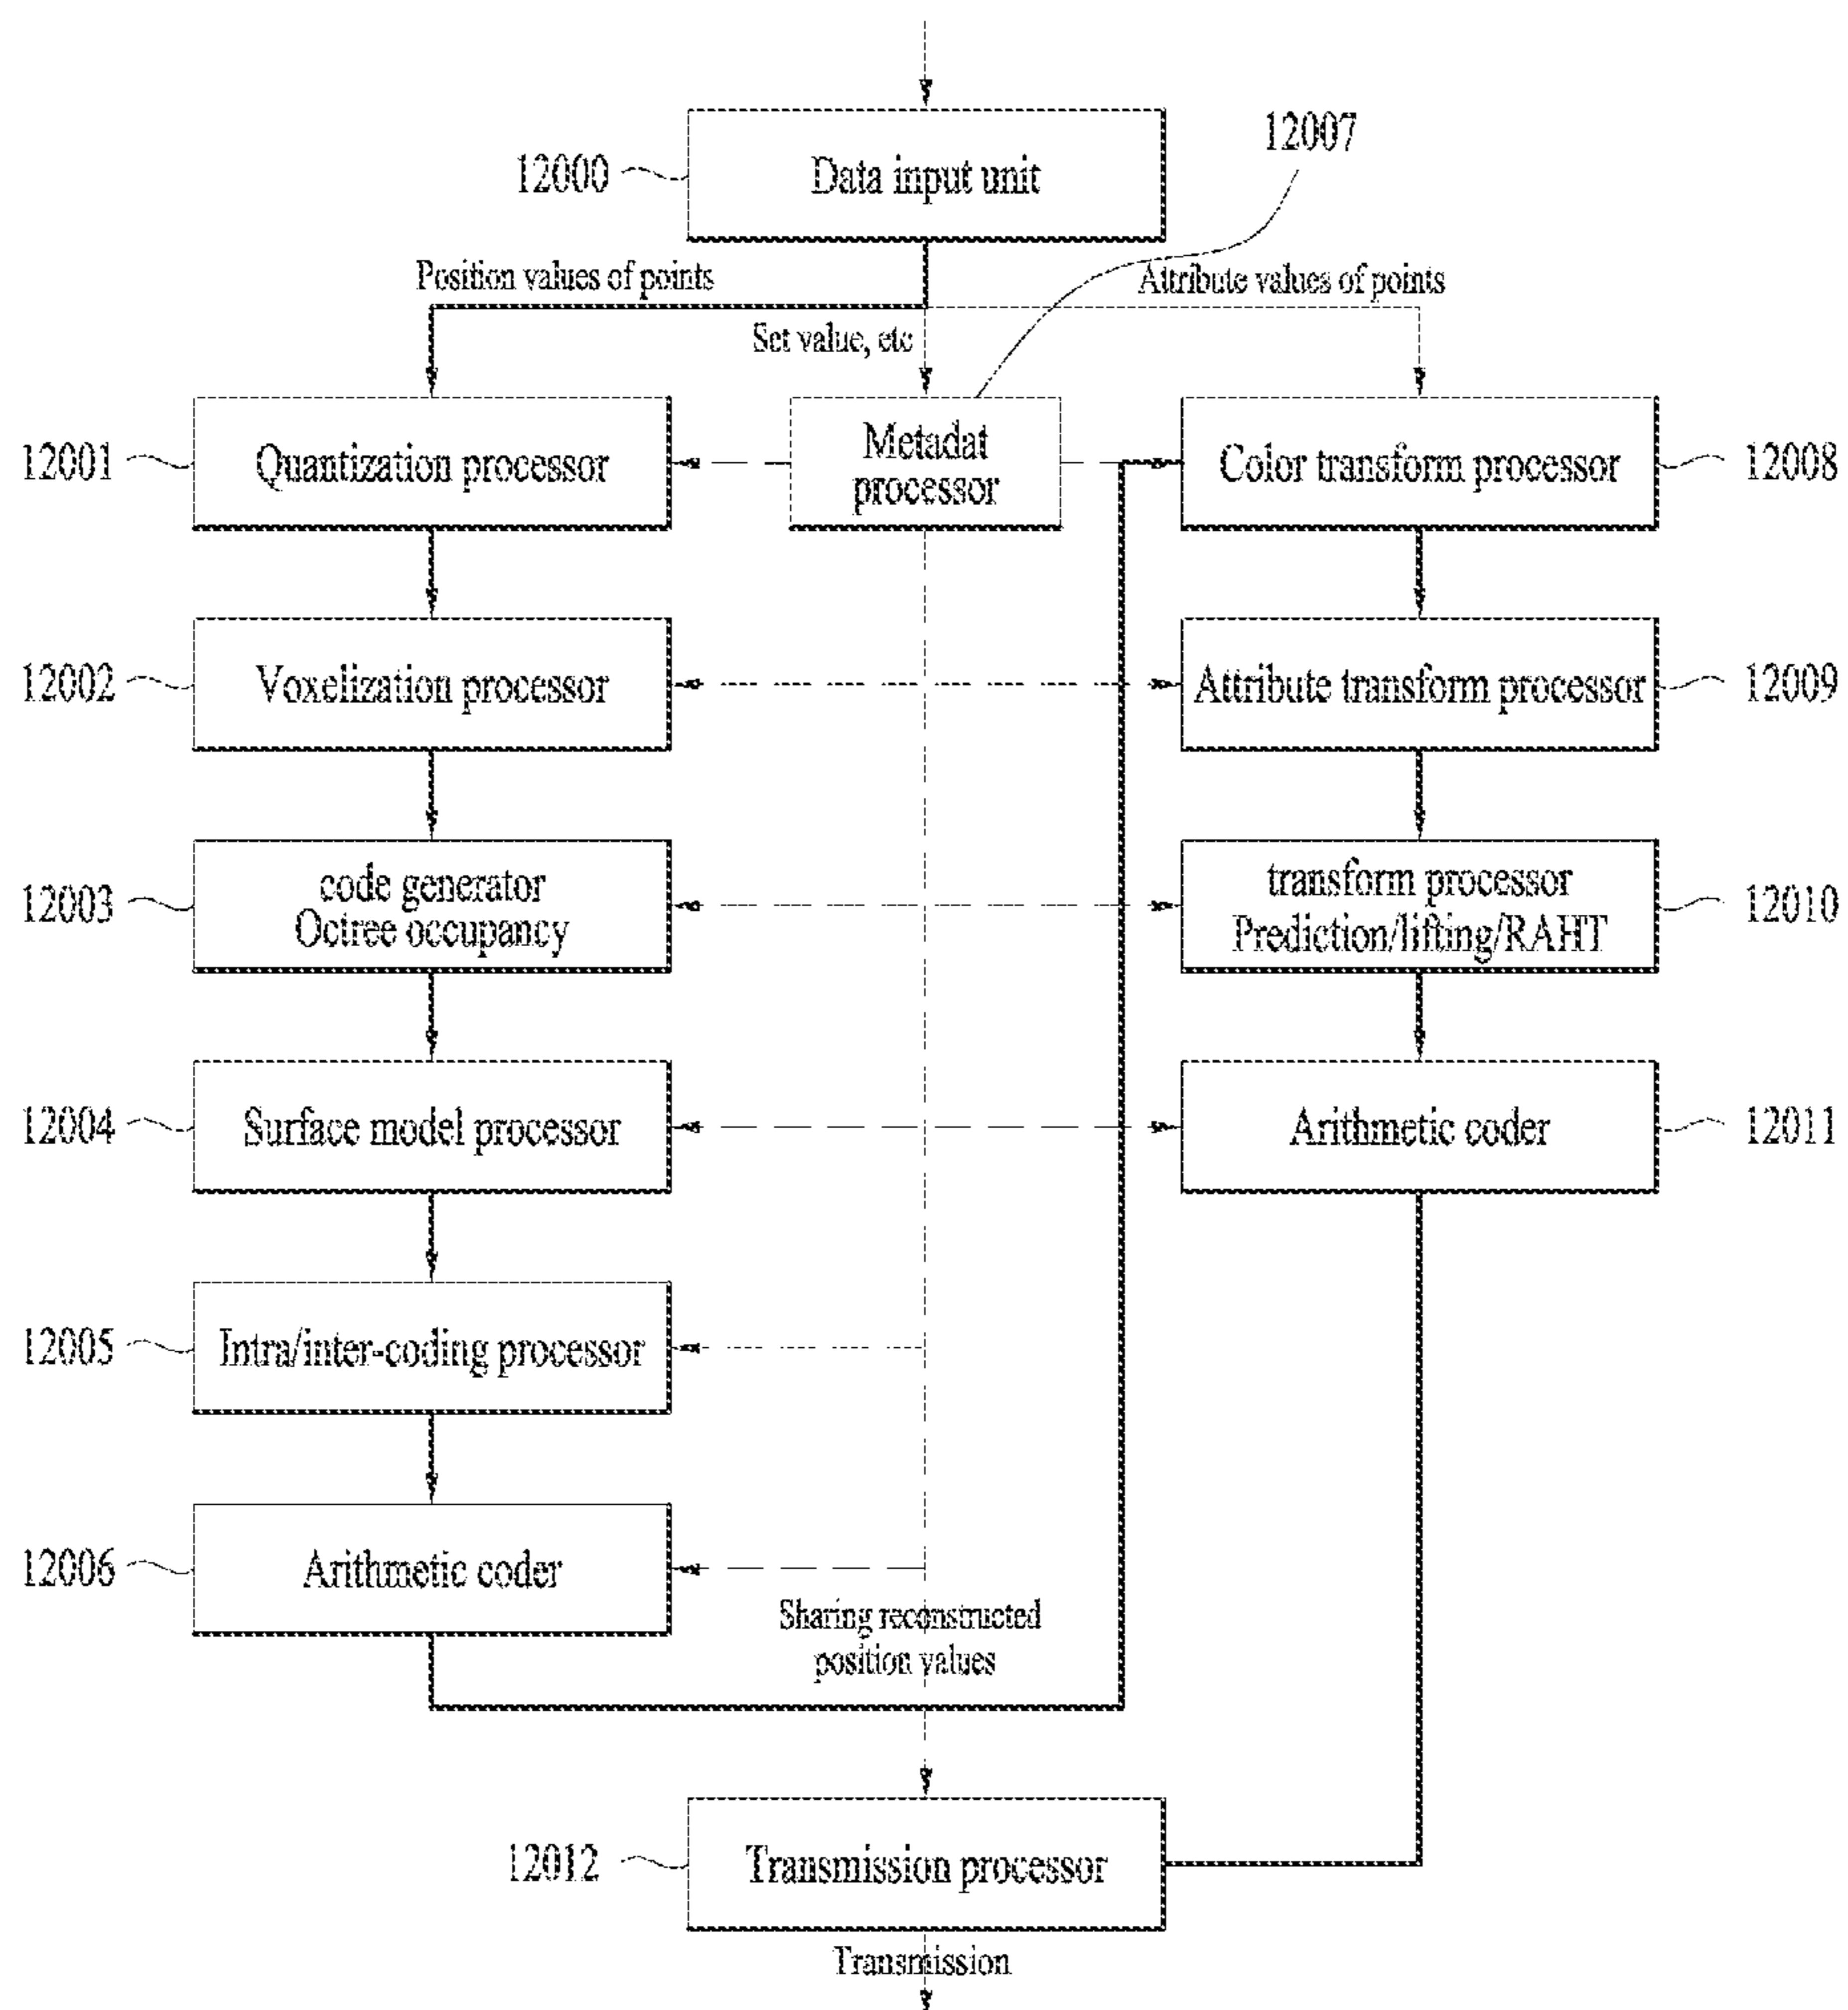 12007
12000
Data input unit
Position values of points
Attribute values of points
Set value, etc
12001
Quantization processor
Metadat
processor
Color transform processor
12008
12002
Voxelization processor
Attribute transform processor
12009
12003
code generator
Octree occupancy
transform processor
Prediction/lifting/RAHT
12010
12004
Surface model processor
Arithmetic coder
12011
12005
Intra/inter-coding processor
12006
Arithmetic coder
Sharing reconstructed
position values
12012
Transmission processor
Transmission